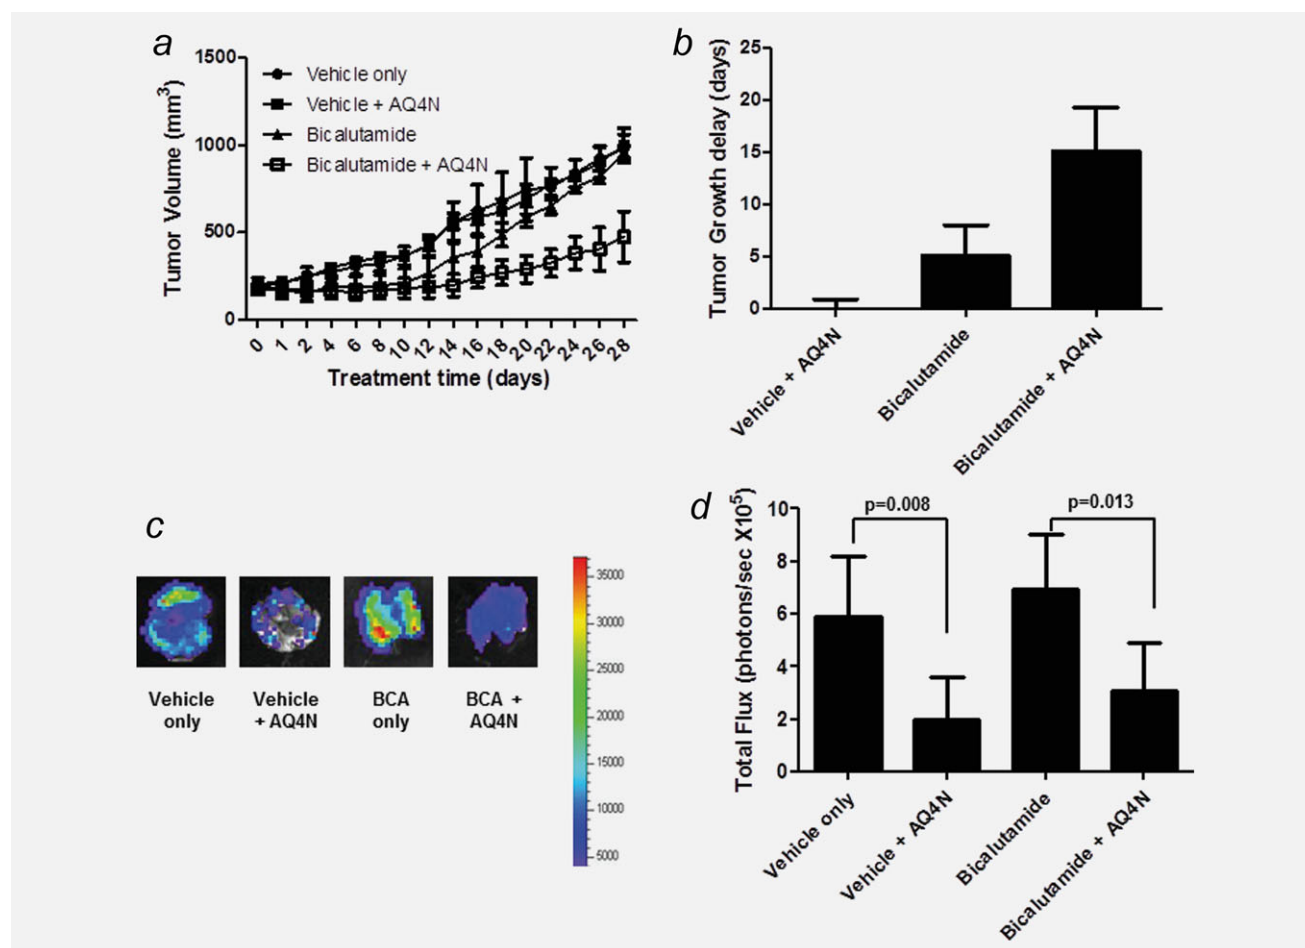 a
Tumor Volume (mm3)
1500
1000
500
0
Vehicle only
Vehicle + AQ4N
Bicalutamide
Bicalutamide + AQ4N
0 1 2 4 6 8 10 12 14 16 18 20 22 24 26 28
Treatment time (days)
b
Tumor Growth delay (days)
25
20
15
10
5
0
Vehicle + AQ4N
Bicalutamide
Bicalutamide + AQ4N
c
Vehicle
only
Vehicle
+ AQ4N
BCA
only
BCA +
AQ4N
35000
30000
25000
20000
15000
10000
5000
d
Total Flux (photons/sec X10^5)
10
8
6
4
2
0
p=0.008
p=0.013
Vehicle only
Vehicle + AQ4N
Bicalutamide
Bicalutamide + AQ4N